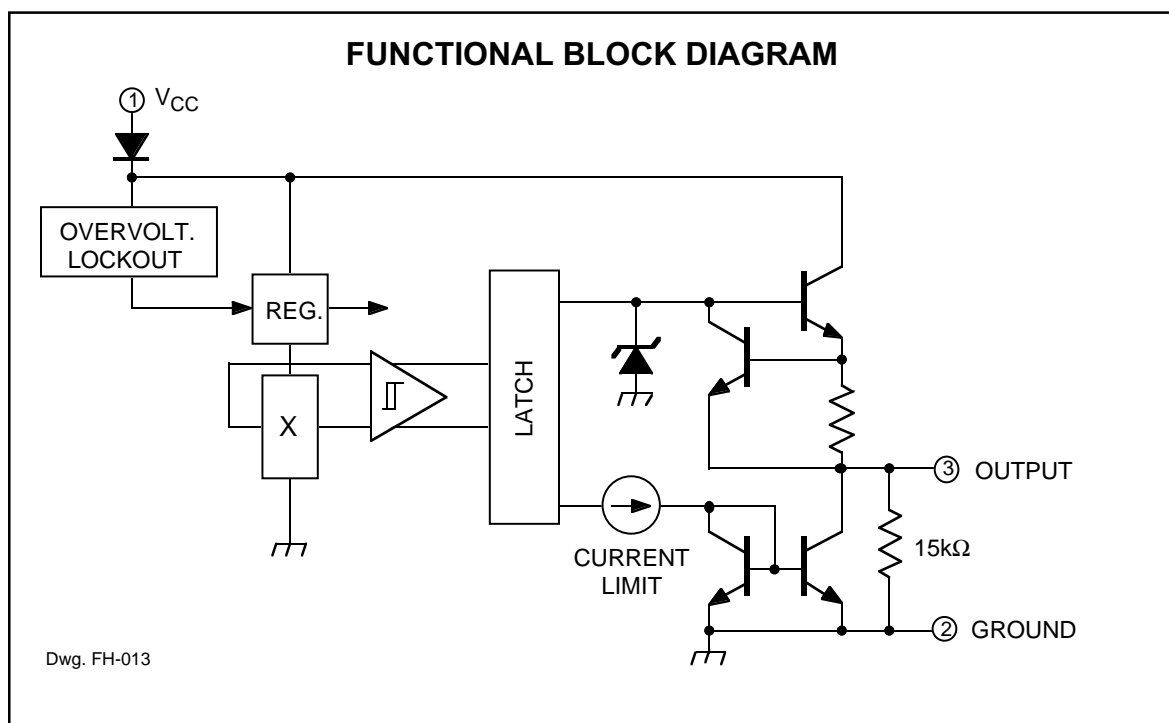 FUNCTIONAL BLOCK DIAGRAM
1 VCC
OVERVOLT.
LOCKOUT
REG.
X
LATCH
3 OUTPUT
15kΩ
CURRENT
LIMIT
2 GROUND
Dwg. FH-013